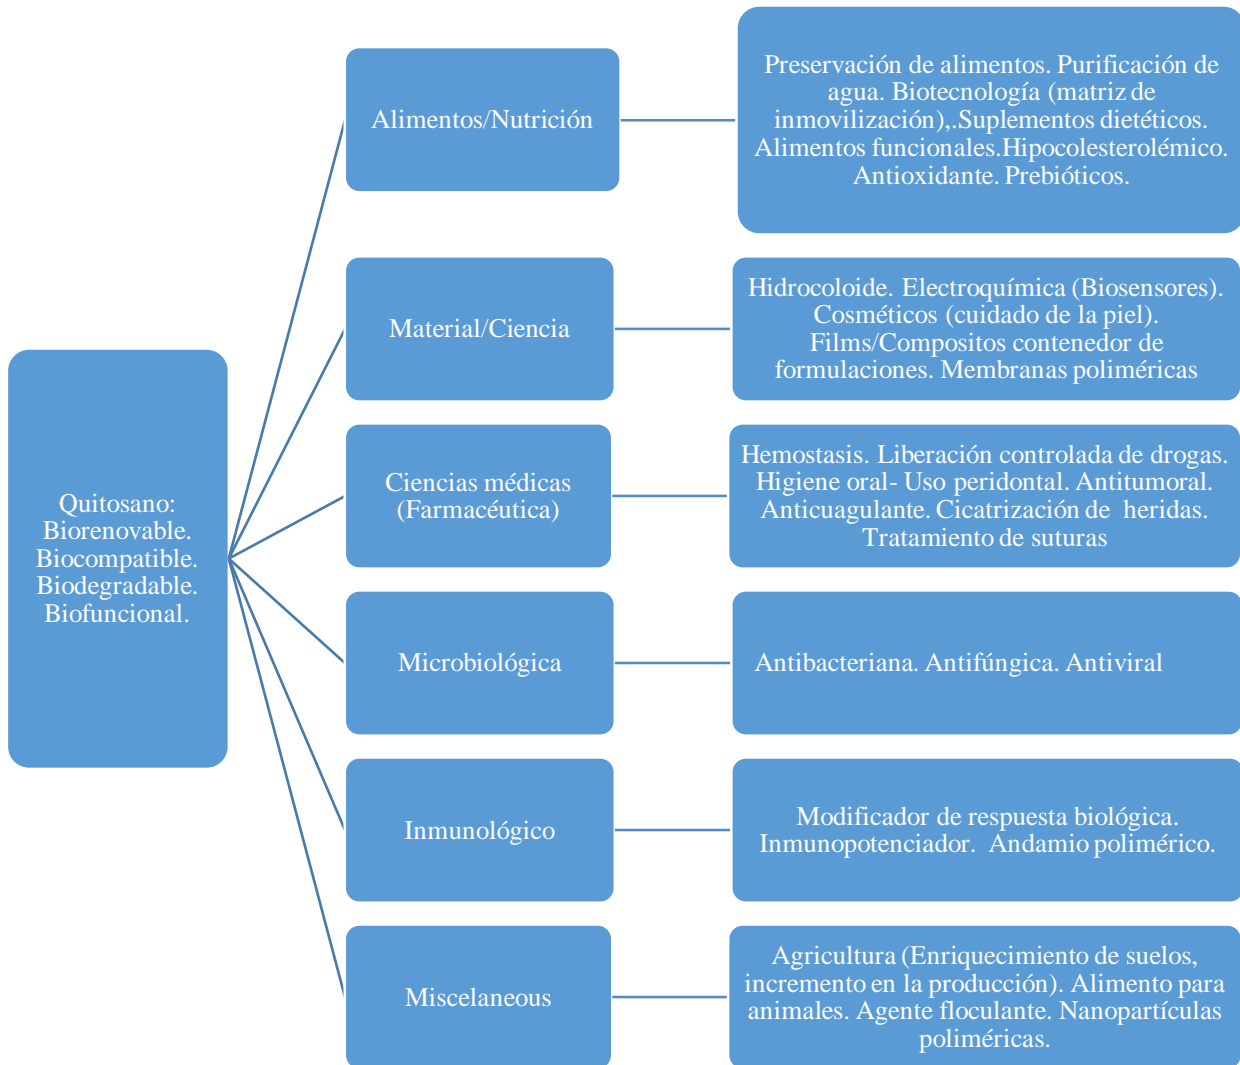 Quitosano:
Biorenovable.
Biocompatible.
Biodegradable.
Biofuncional.
Alimentos/Nutrición
Preservación de alimentos. Purificación de
agua. Biotecnología (matriz de
inmovilización),.Suplementos dietéticos.
Alimentos funcionales.Hipocolesterolémico.
Antioxidante. Prebióticos.
Material/Ciencia
Hidrocoloide. Electroquímica (Biosensores).
Cosméticos (cuidado de la piel).
Films/Compositos contenedor de
formulaciones. Membranas poliméricas
Ciencias médicas
(Farmacéutica)
Hemostasis. Liberación controlada de drogas.
Higiene oral- Uso peridontal. Antitumoral.
Anticuagulante. Cicatrización de heridas.
Tratamiento de suturas
Microbiológica
Antibacteriana. Antifúngica. Antiviral
Inmunológico
Modificador de respuesta biológica.
Inmunopotenciador. Andamio polimérico.
Miscelaneous
Agricultura (Enriquecimiento de suelos,
incremento en la producción). Alimento para
animales. Agente floculante. Nanopartículas
poliméricas.